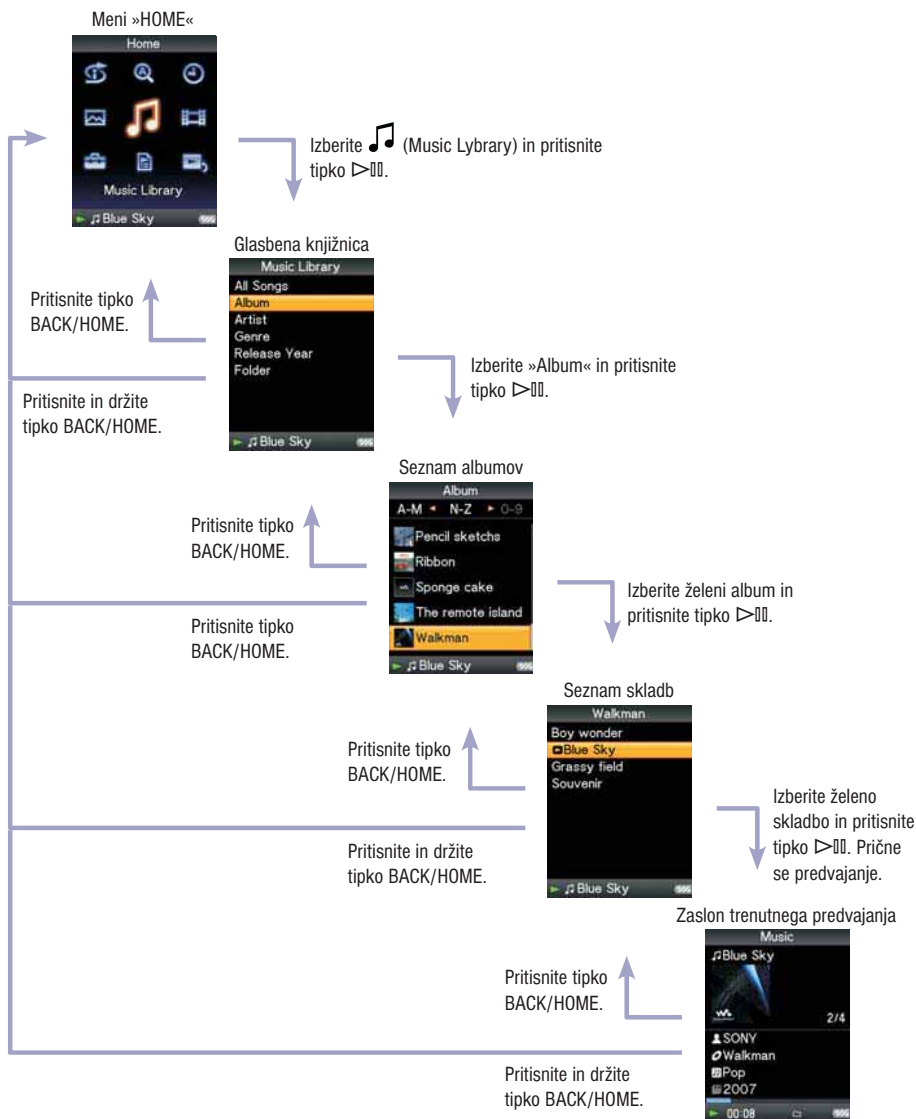 Meni »HOME«
Home
Music Library
Blue Sky
Izberite (Music Lybrary) in pritisnite
tipko ▷▯▯.
Glasbena knjižnica
Music Library
All Songs
Album
Artist
Genre
Release Year
Folder
Blue Sky
Pritisnite tipko
BACK/HOME.
Pritisnite in držite
tipko BACK/HOME.
Izberite »Album« in pritisnite
tipko ▷▯▯.
Seznam albumov
Album
A-M N-Z 0-9
Pencil sketchs
Ribbon
Sponge cake
The remote island
Walkman
Blue Sky
Pritisnite tipko
BACK/HOME.
Pritisnite tipko
BACK/HOME.
Izberite želeni album in
pritisnite tipko ▷▯▯.
Seznam skladb
Walkman
Boy wonder
Blue Sky
Grassy field
Souvenir
Blue Sky
Pritisnite tipko
BACK/HOME.
Pritisnite in držite
tipko BACK/HOME.
Izberite želeno
skladbo in pritisnite
tipko ▷▯▯. Prične
se predvajanje.
Zaslon trenutnega predvajanja
Music
Blue Sky
2/4
SONY
Walkman
Pop
2007
00:08
Pritisnite tipko
BACK/HOME.
Pritisnite in držite
tipko BACK/HOME.